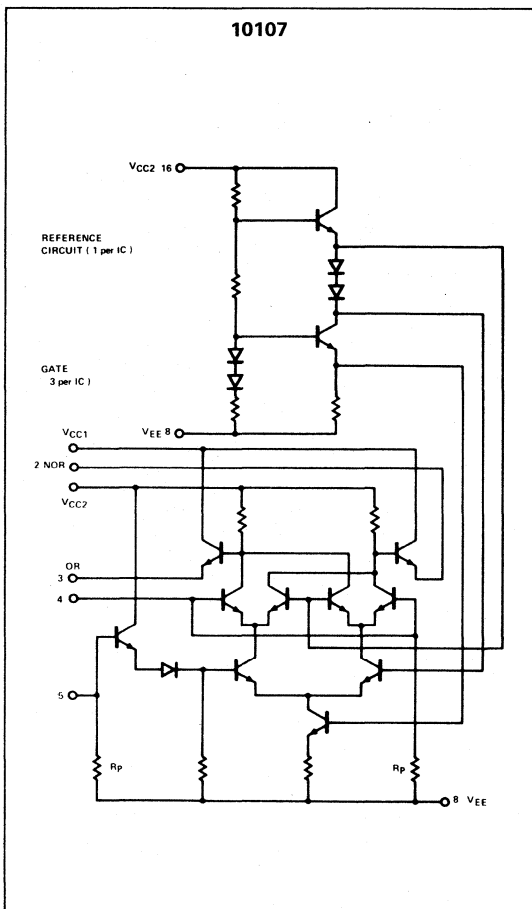 10107
VCC2 16
REFERENCE
CIRCUIT ( 1 per IC )
GATE
3 per IC )
VEE 8
VCC1
2 NOR
VCC2
OR
3
4
5
RP
RP
8 VEE